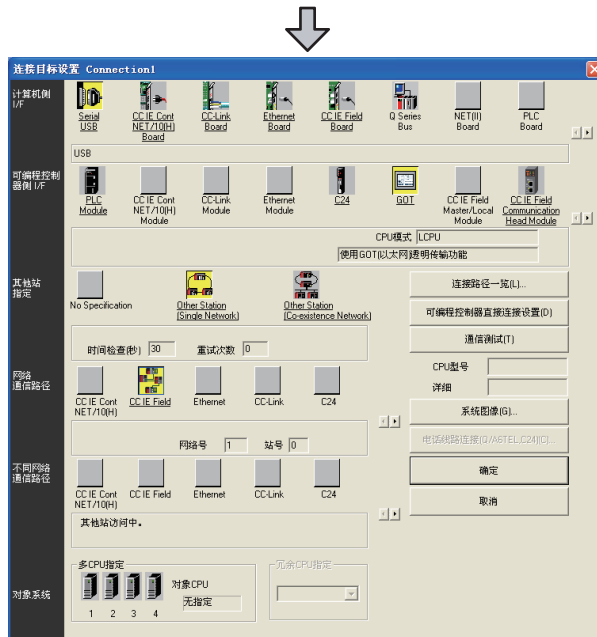 连接目标设置 Connection1
计算机侧
I/F
Serial
USB
CC IE Cont
NET/10(H)
Board
CC-Link
Board
Ethernet
Board
CC IE Field
Board
Q Series
Bus
NET(II)
Board
PLC
Board
USB
可编程控制
器侧 I/F
PLC
Module
CC IE Cont
NET/10(H)
Module
CC-Link
Module
Ethernet
Module
C24
GOT
CC IE Field
Master/Local
Module
CC IE Field
Communication
Head Module
CPU模式 LCPU
使用GOT(以太网)透明传输功能
其他站
指定
No Specification
Other Station
(Single Network)
Other Station
(Co-existence Network)
时间检查(秒) 30 重试次数 0
连接路径一览(L)...
可编程控制器直接连接设置(D)
通信测试(T)
CPU型号
详细
系统图像(G)...
电话线路连接(Q/A6TEL,C24)(C)...
确定
取消
网络
通信路径
CC IE Cont
NET/10(H)
CC IE Field
Ethernet
CC-Link
C24
网络号 1 站号 0
不同网络
通信路径
CC IE Cont
NET/10(H)
CC IE Field
Ethernet
CC-Link
C24
其他站访问中。
对象系统
多CPU指定
1 2 3 4
对象CPU
无指定
冗余CPU指定